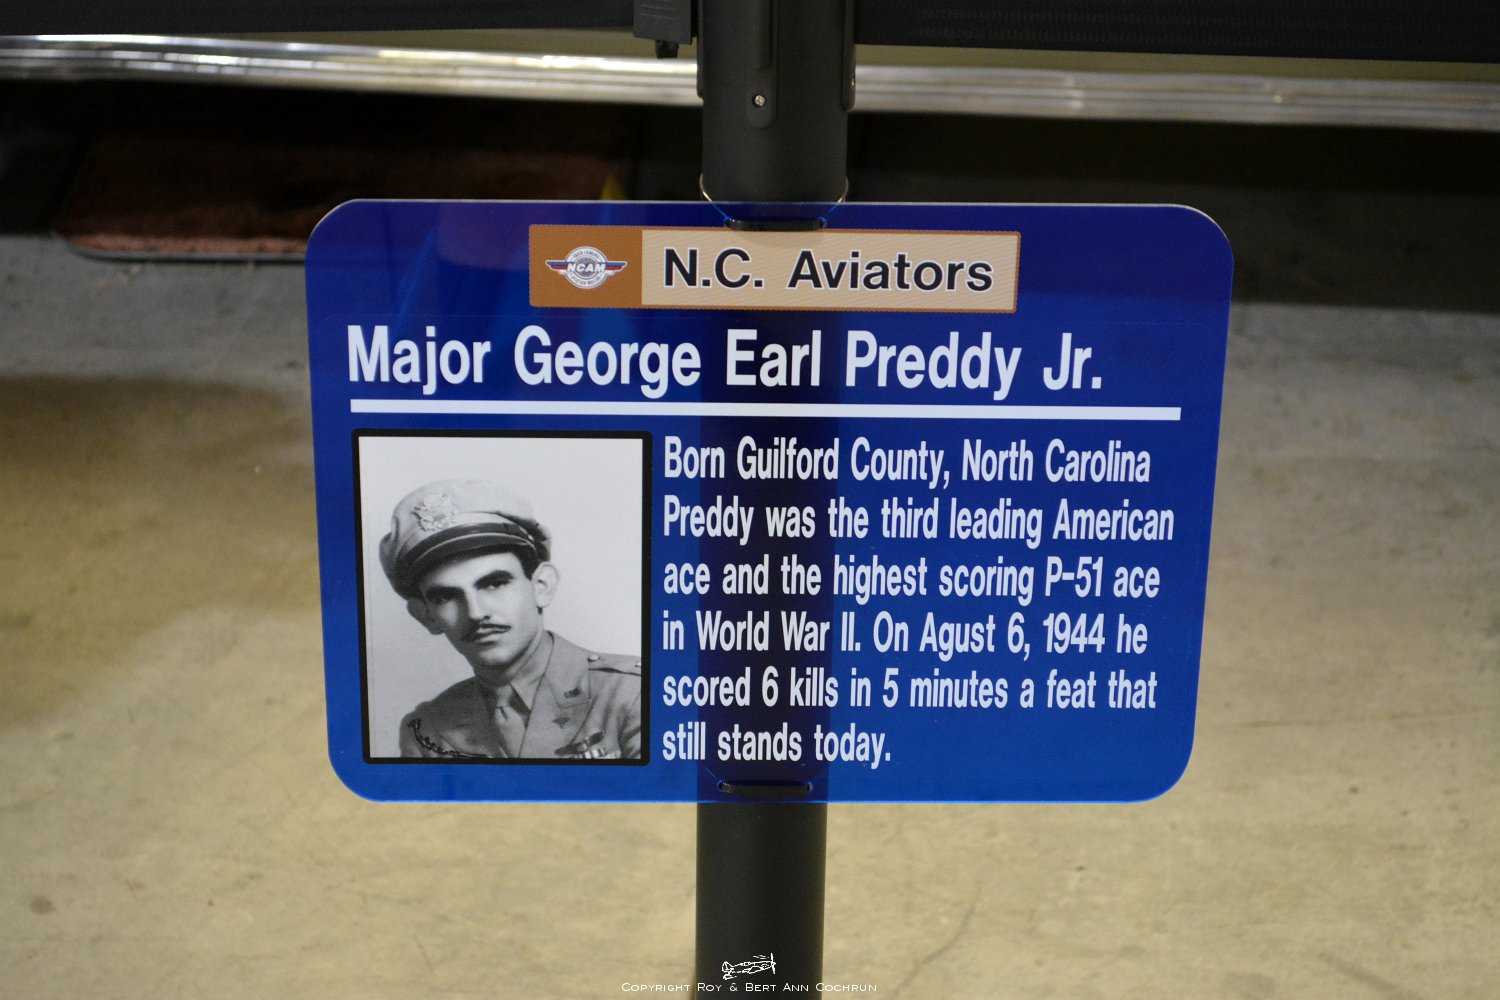 NCAM
N.C. Aviators
Major George Earl Preddy Jr.
Born Guilford County, North Carolina
Preddy was the third leading American
ace and the highest scoring P-51 ace
in World War II. On Agust 6, 1944 he
scored 6 kills in 5 minutes a feat that
still stands today.
Copyright Roy & Bert Ann Cochrun